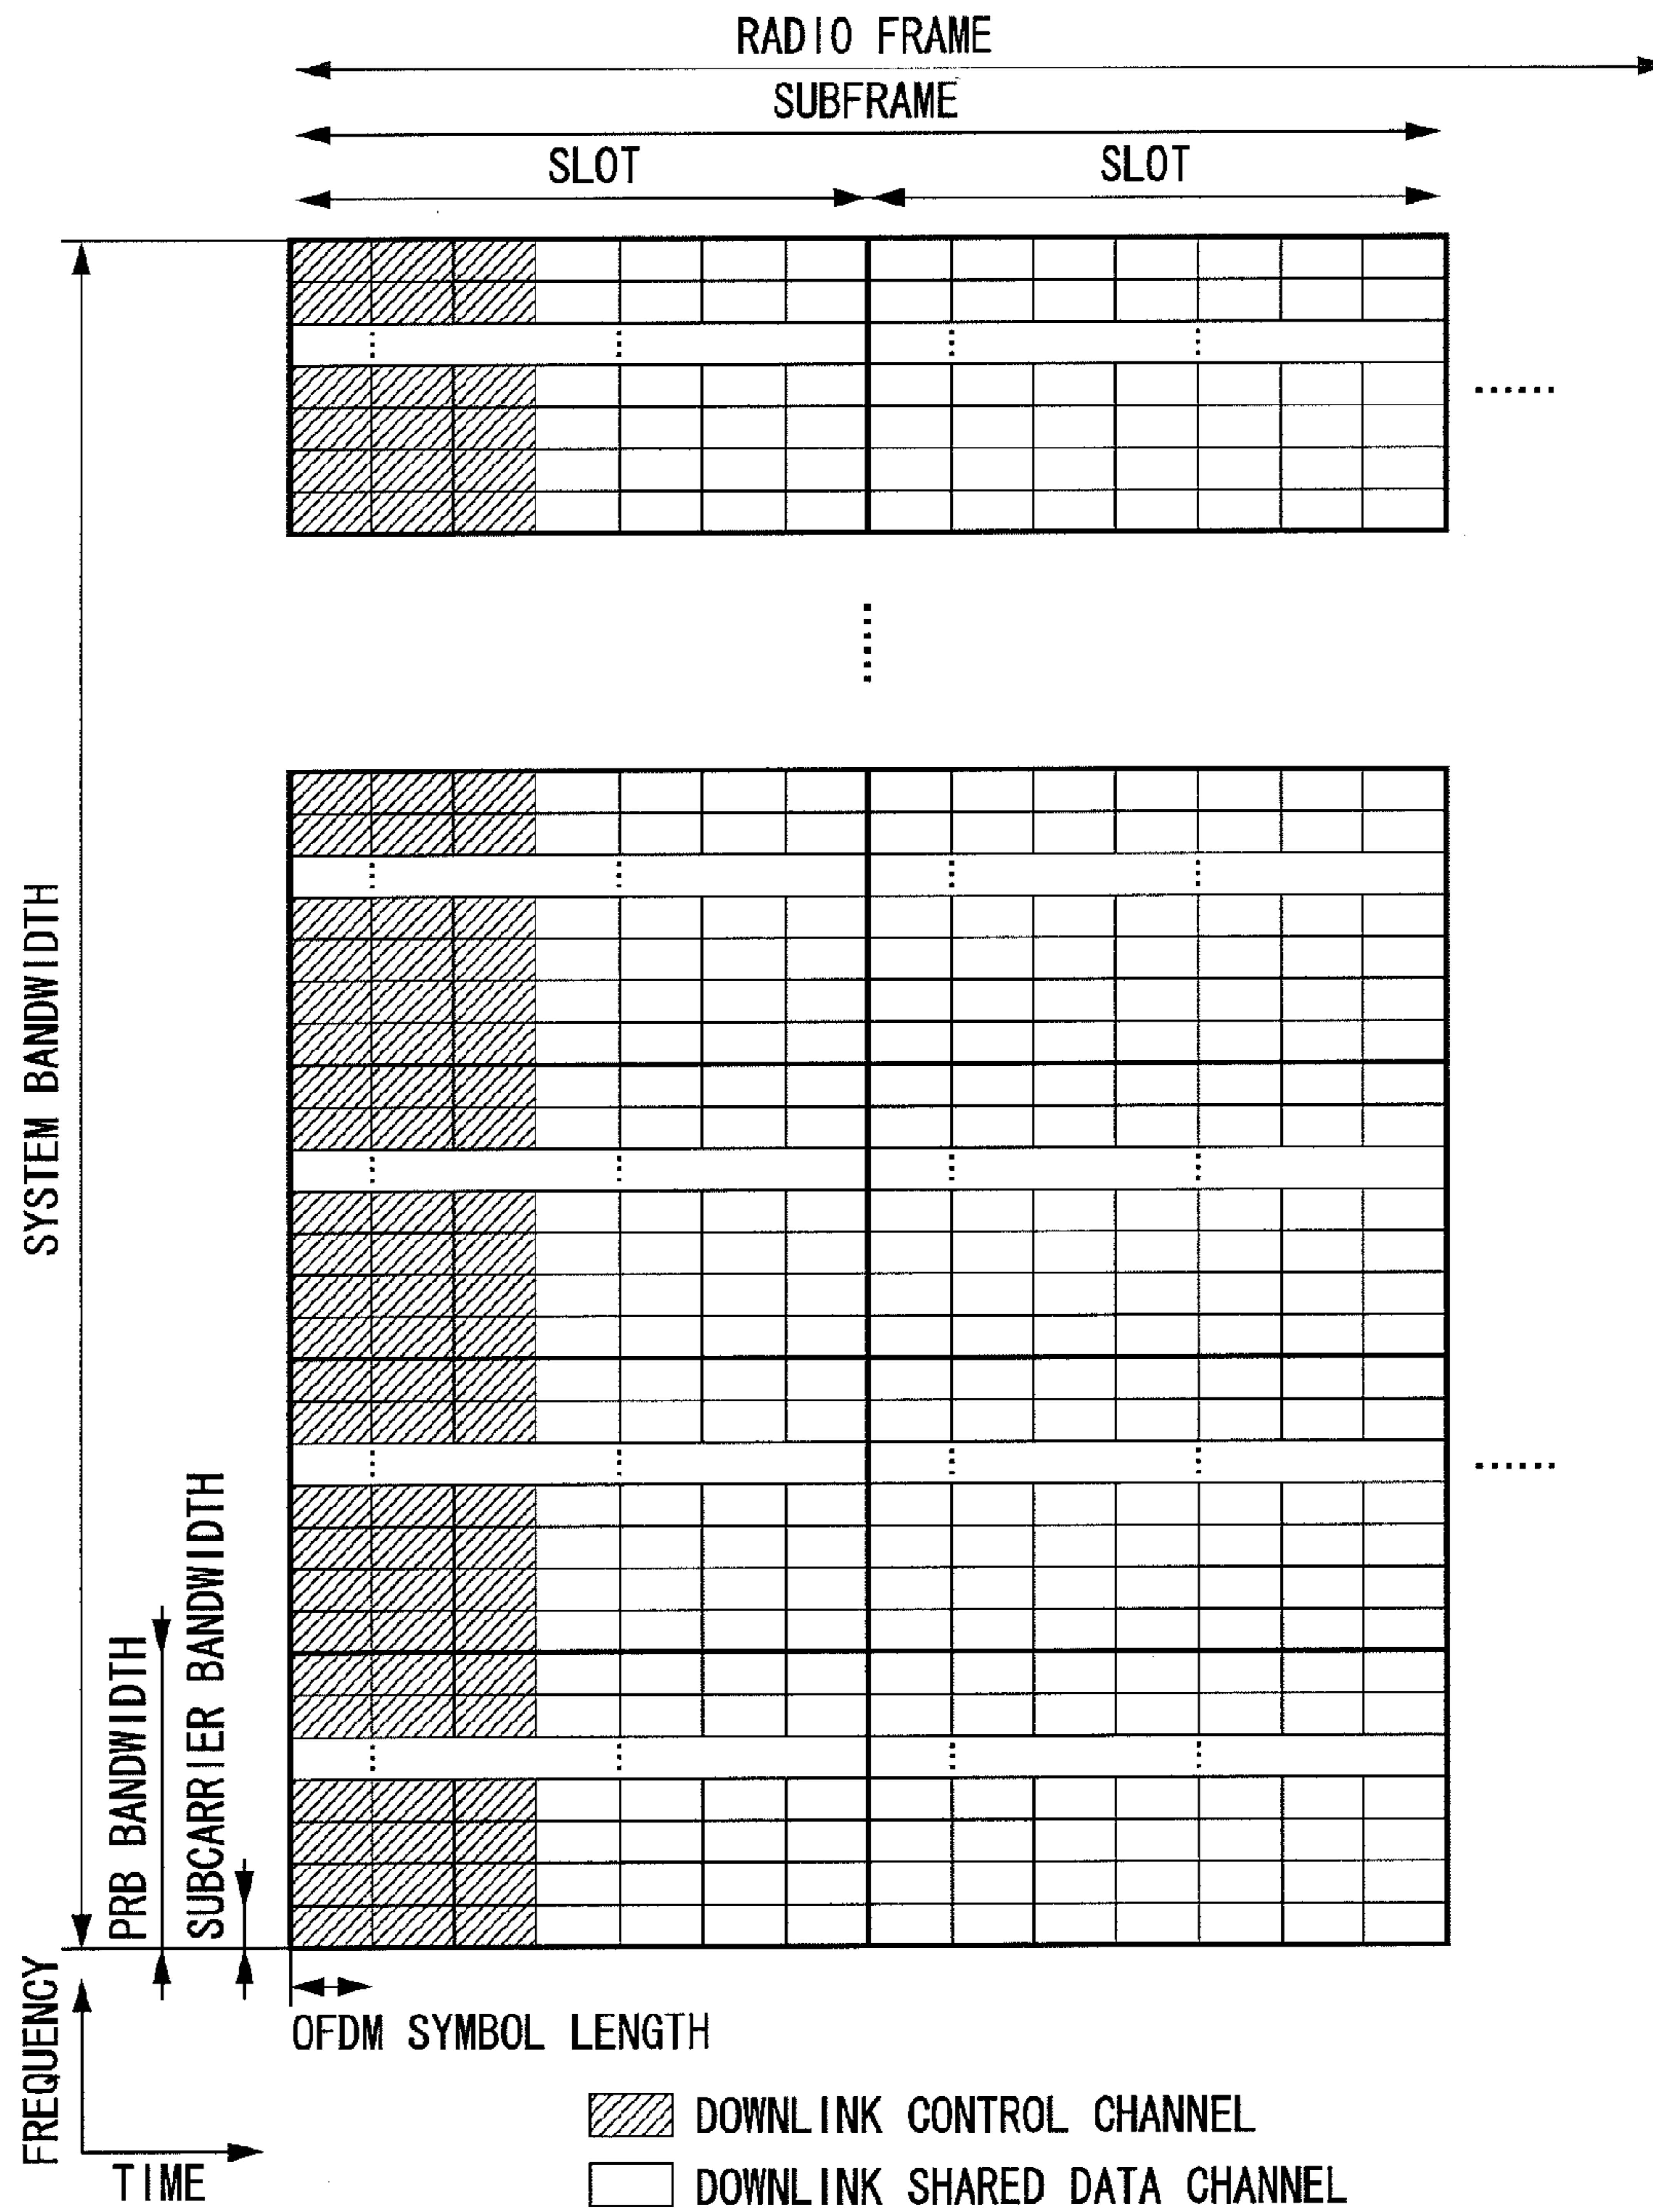 RADIO FRAME
SUBFRAME
SLOT
SLOT
SYSTEM BANDWIDTH
PRB BANDWIDTH
SUBCARRIER BANDWIDTH
FREQUENCY
TIME
OFDM SYMBOL LENGTH
DOWNLINK CONTROL CHANNEL
DOWNLINK SHARED DATA CHANNEL